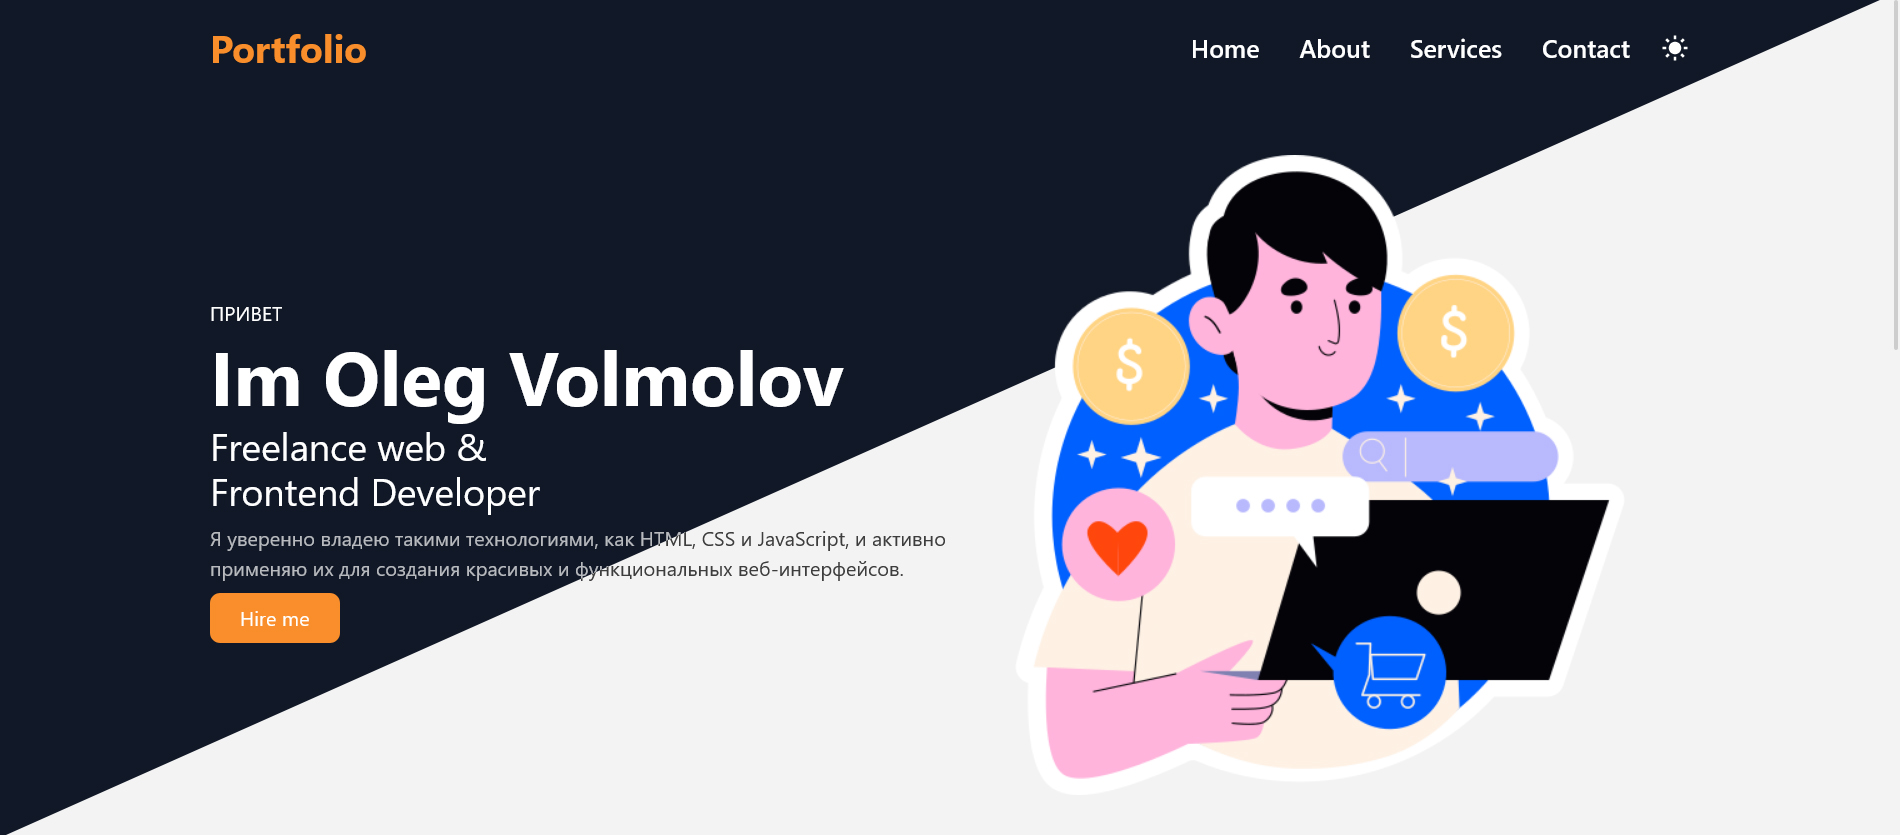 Portfolio
Home About Services Contact
ПРИВЕТ
Im Oleg Volmolov
Freelance web &
Frontend Developer
Я уверенно владею такими технологиями, как HTML, CSS и JavaScript, и активно
применяю их для создания красивых и функциональных веб-интерфейсов.
Hire me
$
$